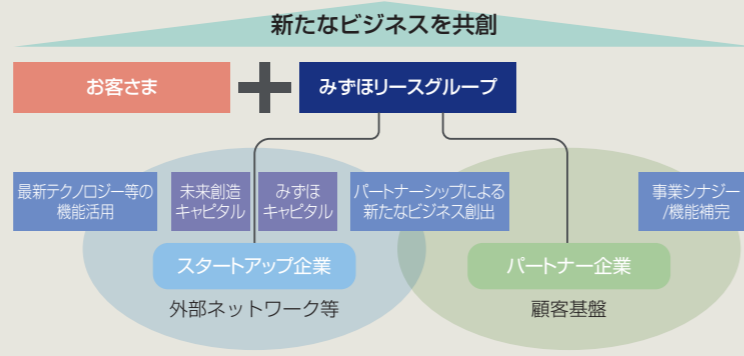 新たなビジネスを共創
お客さま
みずほリースグループ
最新テクノロジー等の
機能活用
未来創造
キャピタル
みずほ
キャピタル
パートナーシップによる
新たなビジネス創出
事業シナジー
/機能補完
スタートアップ企業
パートナー企業
外部ネットワーク等
顧客基盤